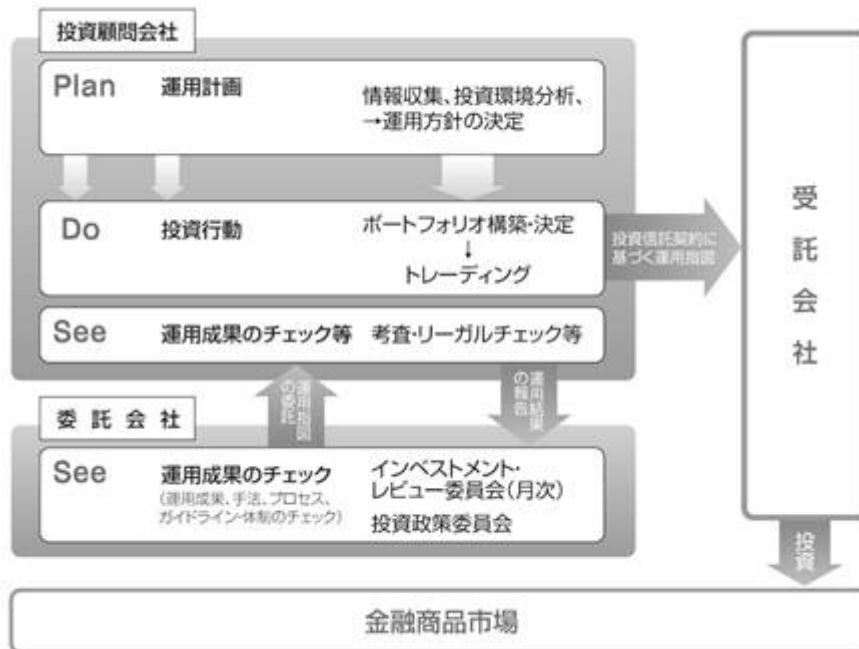 投資顧問会社
Plan 運用計画
情報収集、投資環境分析、
→運用方針の決定
Do 投資行動
ポートフォリオ構築・決定
↓
トレーディング
投資信託契約に
基づく運用指図
See 運用成果のチェック等 考査・リーガルチェック等
運用指図
の委託
運用結果
の報告
委託会社
See 運用成果のチェック
(運用成果、手法、プロセス、
ガイドライン・体制のチェック)
インベストメント・
レビュー委員会(月次)
投資政策委員会
受託会社
投資
金融商品市場